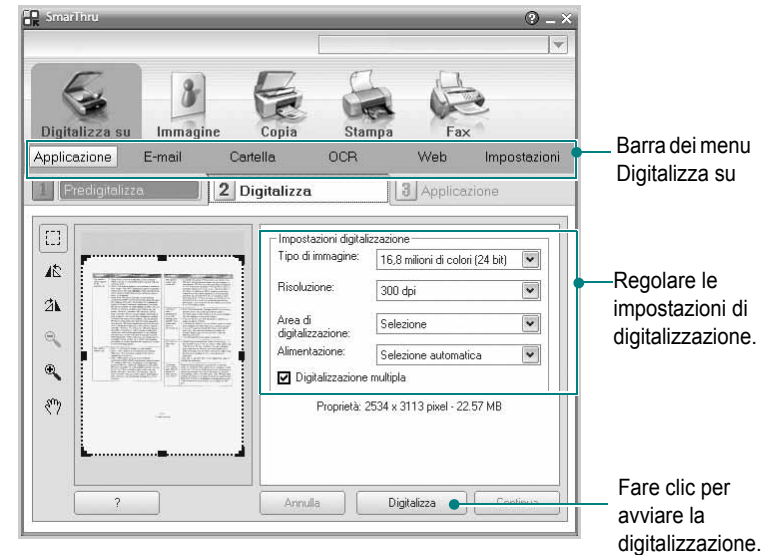 SmarThru
Digitalizza su
Immagine
Copia
Stampa
Fax
Applicazione E-mail Cartella OCR Web Impostazioni
Barra dei menu
Digitalizza su
1 Predigitalizza
2 Digitalizza
3 Applicazione
Impostazioni digitalizzazione
Tipo di immagine: 16,8 milioni di colori (24 bit)
Risoluzione: 300 dpi
Area di
digitalizzazione: Selezione
Alimentazione: Selezione automatica
Digitalizzazione multipla
Proprietà: 2534 x 3113 pixel - 22.57 MB
Regolare le
impostazioni di
digitalizzazione.
? Annulla Digitalizza Continua
Fare clic per
avviare la
digitalizzazione.